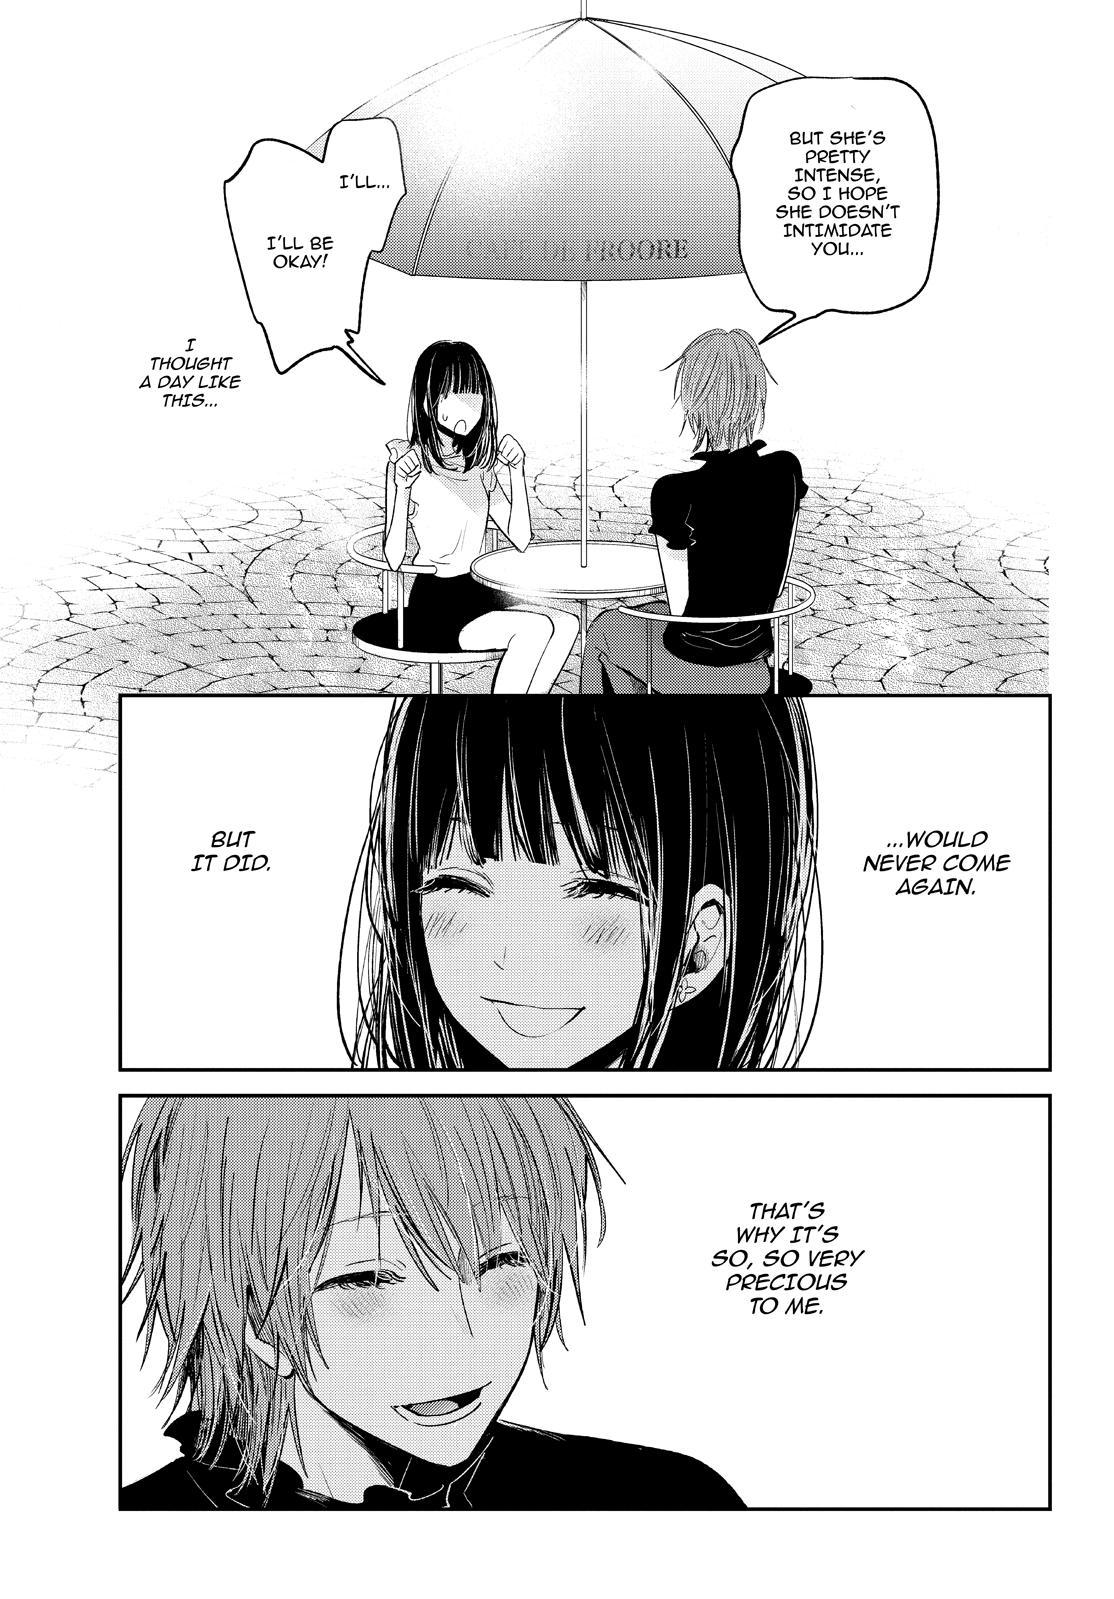 BUT SHE'S
PRETTY
INTENSE,
SO I HOPE
SHE DOESN'T
INTIMIDATE
YOU...
I'LL...
I'LL BE
OKAY!
I
THOUGHT
A DAY LIKE
THIS...
...WOULD
NEVER COME
AGAIN.
BUT
IT DID.
THAT'S
WHY IT'S
SO, SO VERY
PRECIOUS
TO ME.